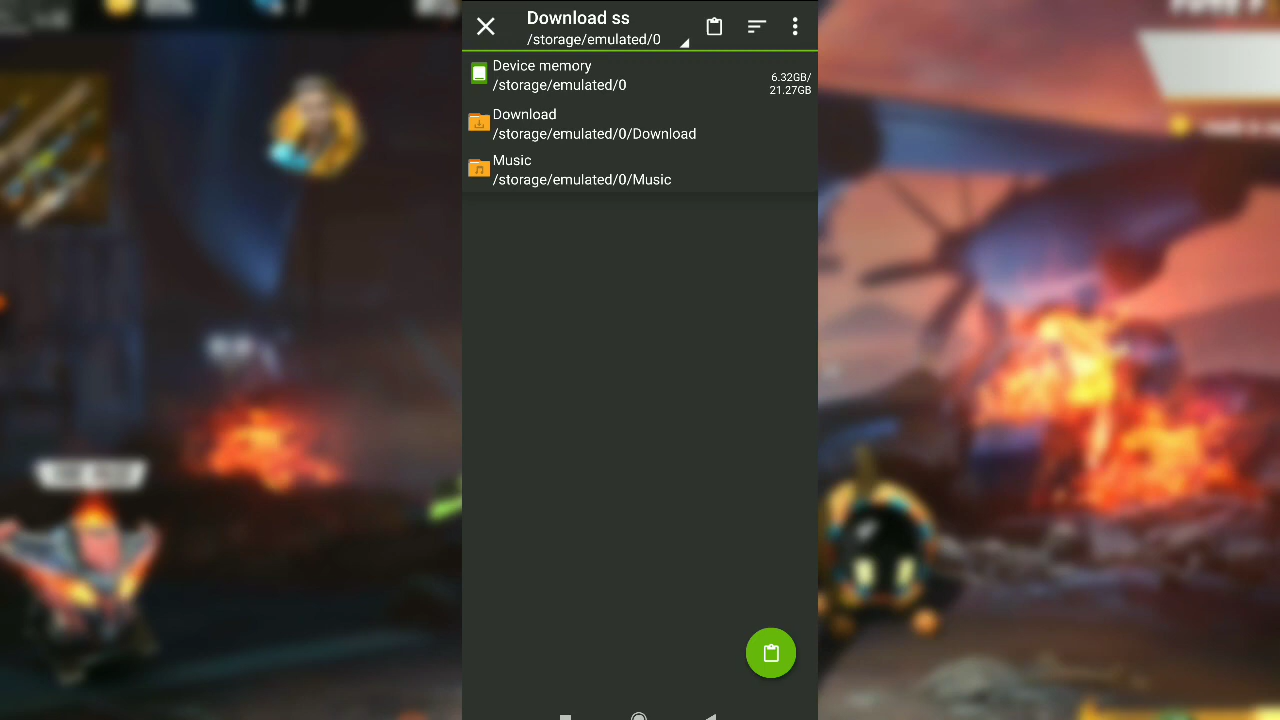 Download ss
/storage/emulated/0
Device memory
/storage/emulated/0
6.32GB/
21.27GB
Download
/storage/emulated/0/Download
Music
/storage/emulated/0/Music